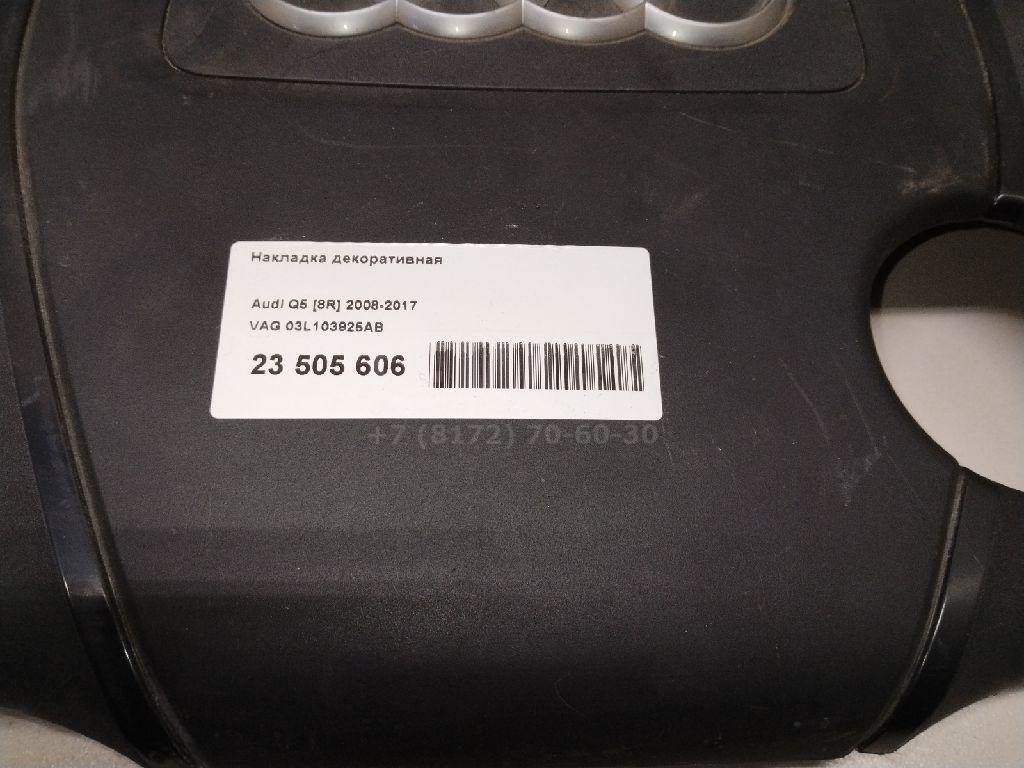 Накладка декоративная
Audi Q5 [8R] 2008-2017
VAG 03L103925AB
23 505 606
+7 (8172) 70-60-30